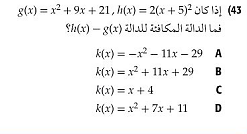 43) إذا كان g(x) = x² + 9x + 21, h(x) = 2(x + 5)²
فما الدالة المكافئة للدالة h(x) − g(x)؟
k(x) = −x² − 11x − 29 A
k(x) = x² + 11x + 29 B
k(x) = x + 4 C
k(x) = x² + 7x + 11 D